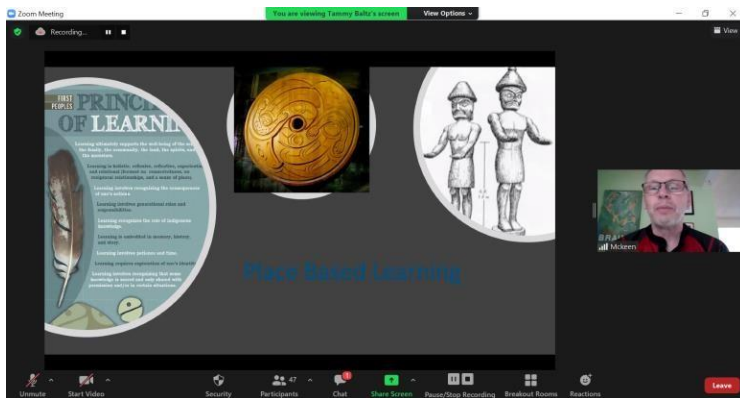 Zoom Meeting
You are viewing Tammy Baltz's screen
View Options
Recording...
View
FIRST PEOPLES
PRINCI
OF LEARNIN
Learning ultimately supports the well-being of the
the family, the community, the land, the spirits, and
the ancestors.
Learning is holistic, reflexive, reflective, experiential
and relational (focused on connectedness, on
reciprocal relationships, and a sense of place).
Learning involves recognizing the consequences
of one's actions.
Learning involves generational roles and
responsibilities.
Learning recognizes the role of indigenous
knowledge.
Learning is embedded in memory, history,
and story.
Learning involves patience and time.
Learning requires exploration of one's identity
Learning involves recognizing that some
knowledge is sacred and only shared with
permission and/or in certain situations.
Place Based Learning
Mckeen
Unmute
Start Video
Security
47
Participants
1
Chat
Share Screen
Pause/Stop Recording
Breakout Rooms
Reactions
Leave